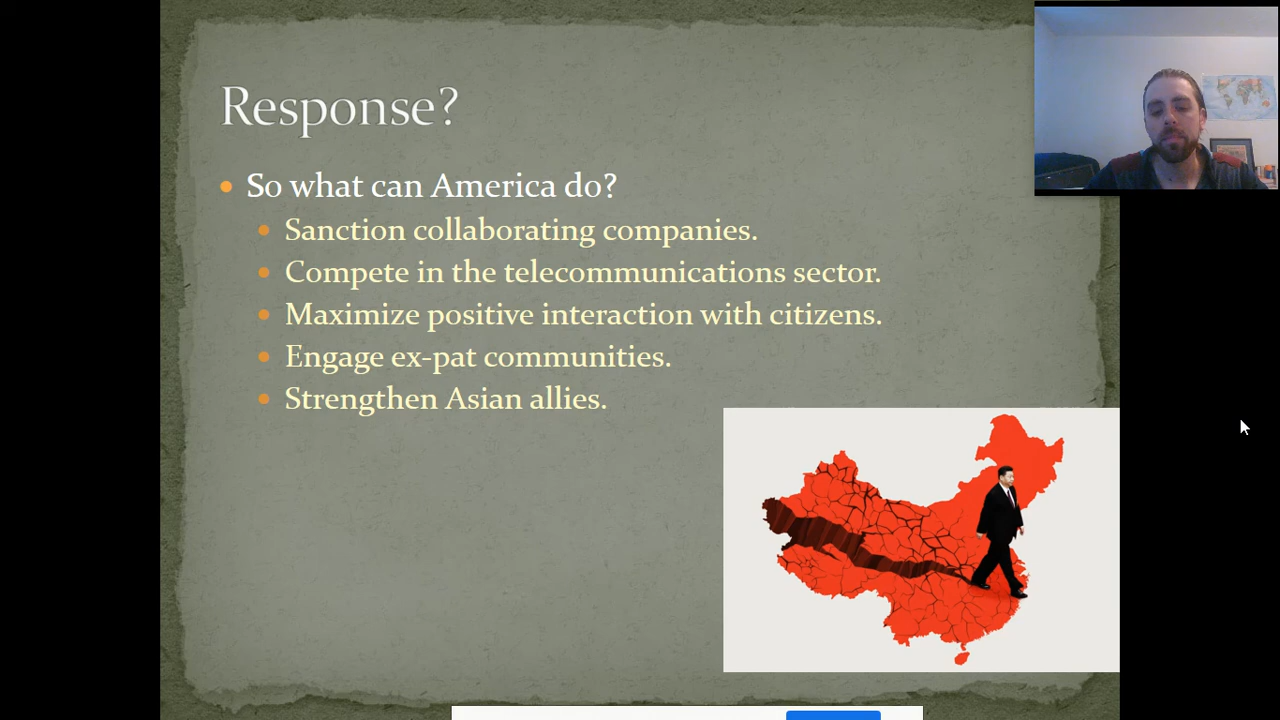 Response?
So what can America do?
Sanction collaborating companies.
Compete in the telecommunications sector.
Maximize positive interaction with citizens.
Engage ex-pat communities.
Strengthen Asian allies.